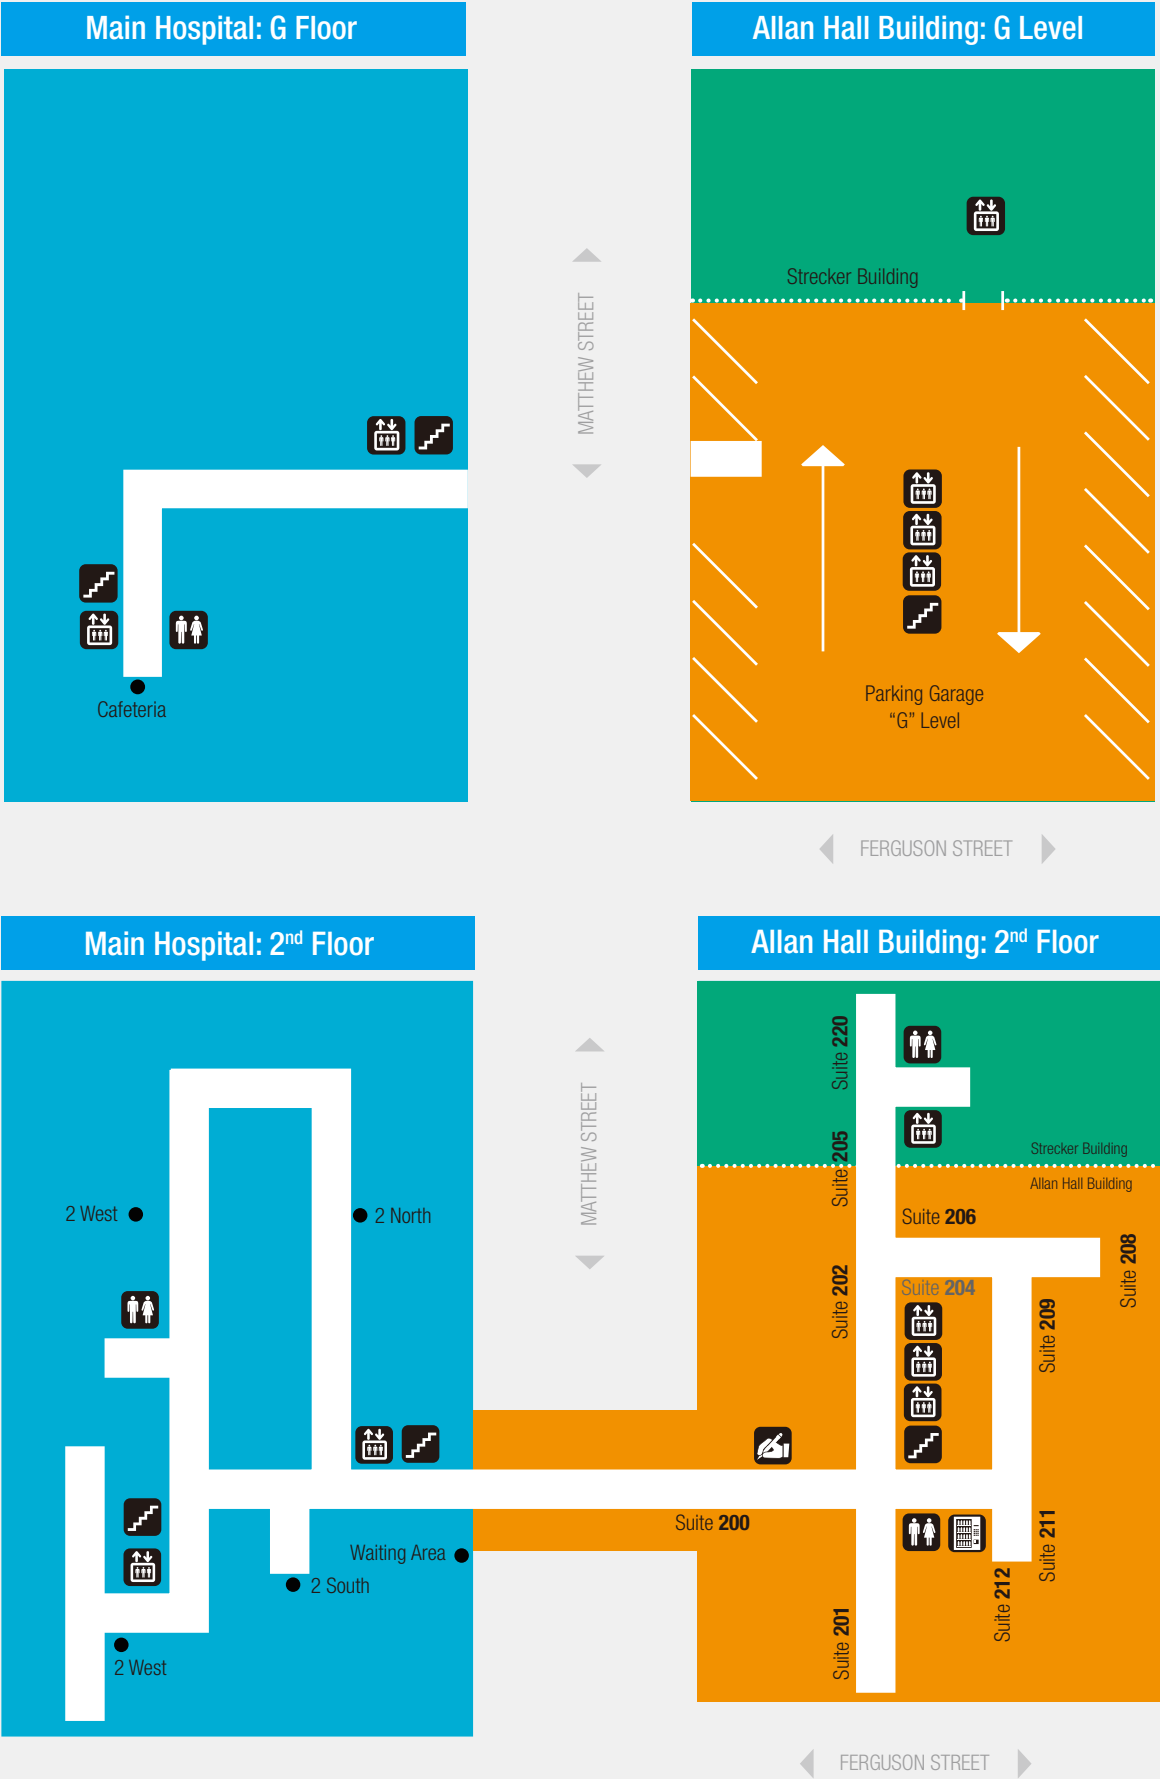 Main Hospital: G Floor
Allan Hall Building: G Level
Strecker Building
MATTHEW STREET
Cafeteria
Parking Garage
“G” Level
FERGUSON STREET
Main Hospital: 2nd Floor
Allan Hall Building: 2nd Floor
Suite 220
MATTHEW STREET
Suite 205
Strecker Building
Allan Hall Building
2 West
2 North
Suite 206
Suite 208
Suite 202
Suite 204
Suite 209
Suite 200
Suite 211
Waiting Area
2 South
Suite 212
Suite 201
2 West
FERGUSON STREET